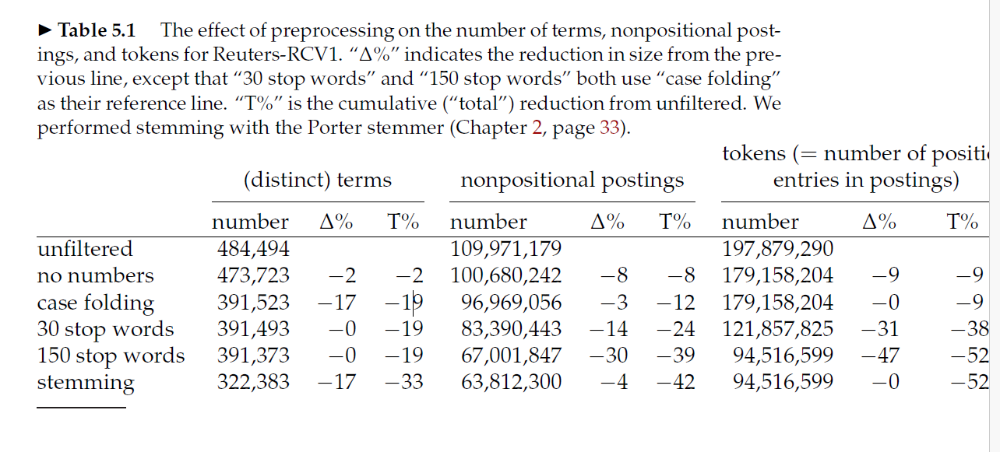 ► Table 5.1 The effect of preprocessing on the number of terms, nonpositional post-
ings, and tokens for Reuters-RCV1. “Δ%” indicates the reduction in size from the pre-
vious line, except that “30 stop words” and “150 stop words” both use “case folding”
as their reference line. “T%” is the cumulative (“total”) reduction from unfiltered. We
performed stemming with the Porter stemmer (Chapter 2, page 33).
tokens (= number of positi
(distinct) terms nonpositional postings entries in postings)
number Δ% T% number Δ% T% number Δ% T%
unfiltered 484,494 109,971,179 197,879,290
no numbers 473,723 −2 −2 100,680,242 −8 −8 179,158,204 −9 −9
case folding 391,523 −17 −19 96,969,056 −3 −12 179,158,204 −0 −9
30 stop words 391,493 −0 −19 83,390,443 −14 −24 121,857,825 −31 −38
150 stop words 391,373 −0 −19 67,001,847 −30 −39 94,516,599 −47 −52
stemming 322,383 −17 −33 63,812,300 −4 −42 94,516,599 −0 −52